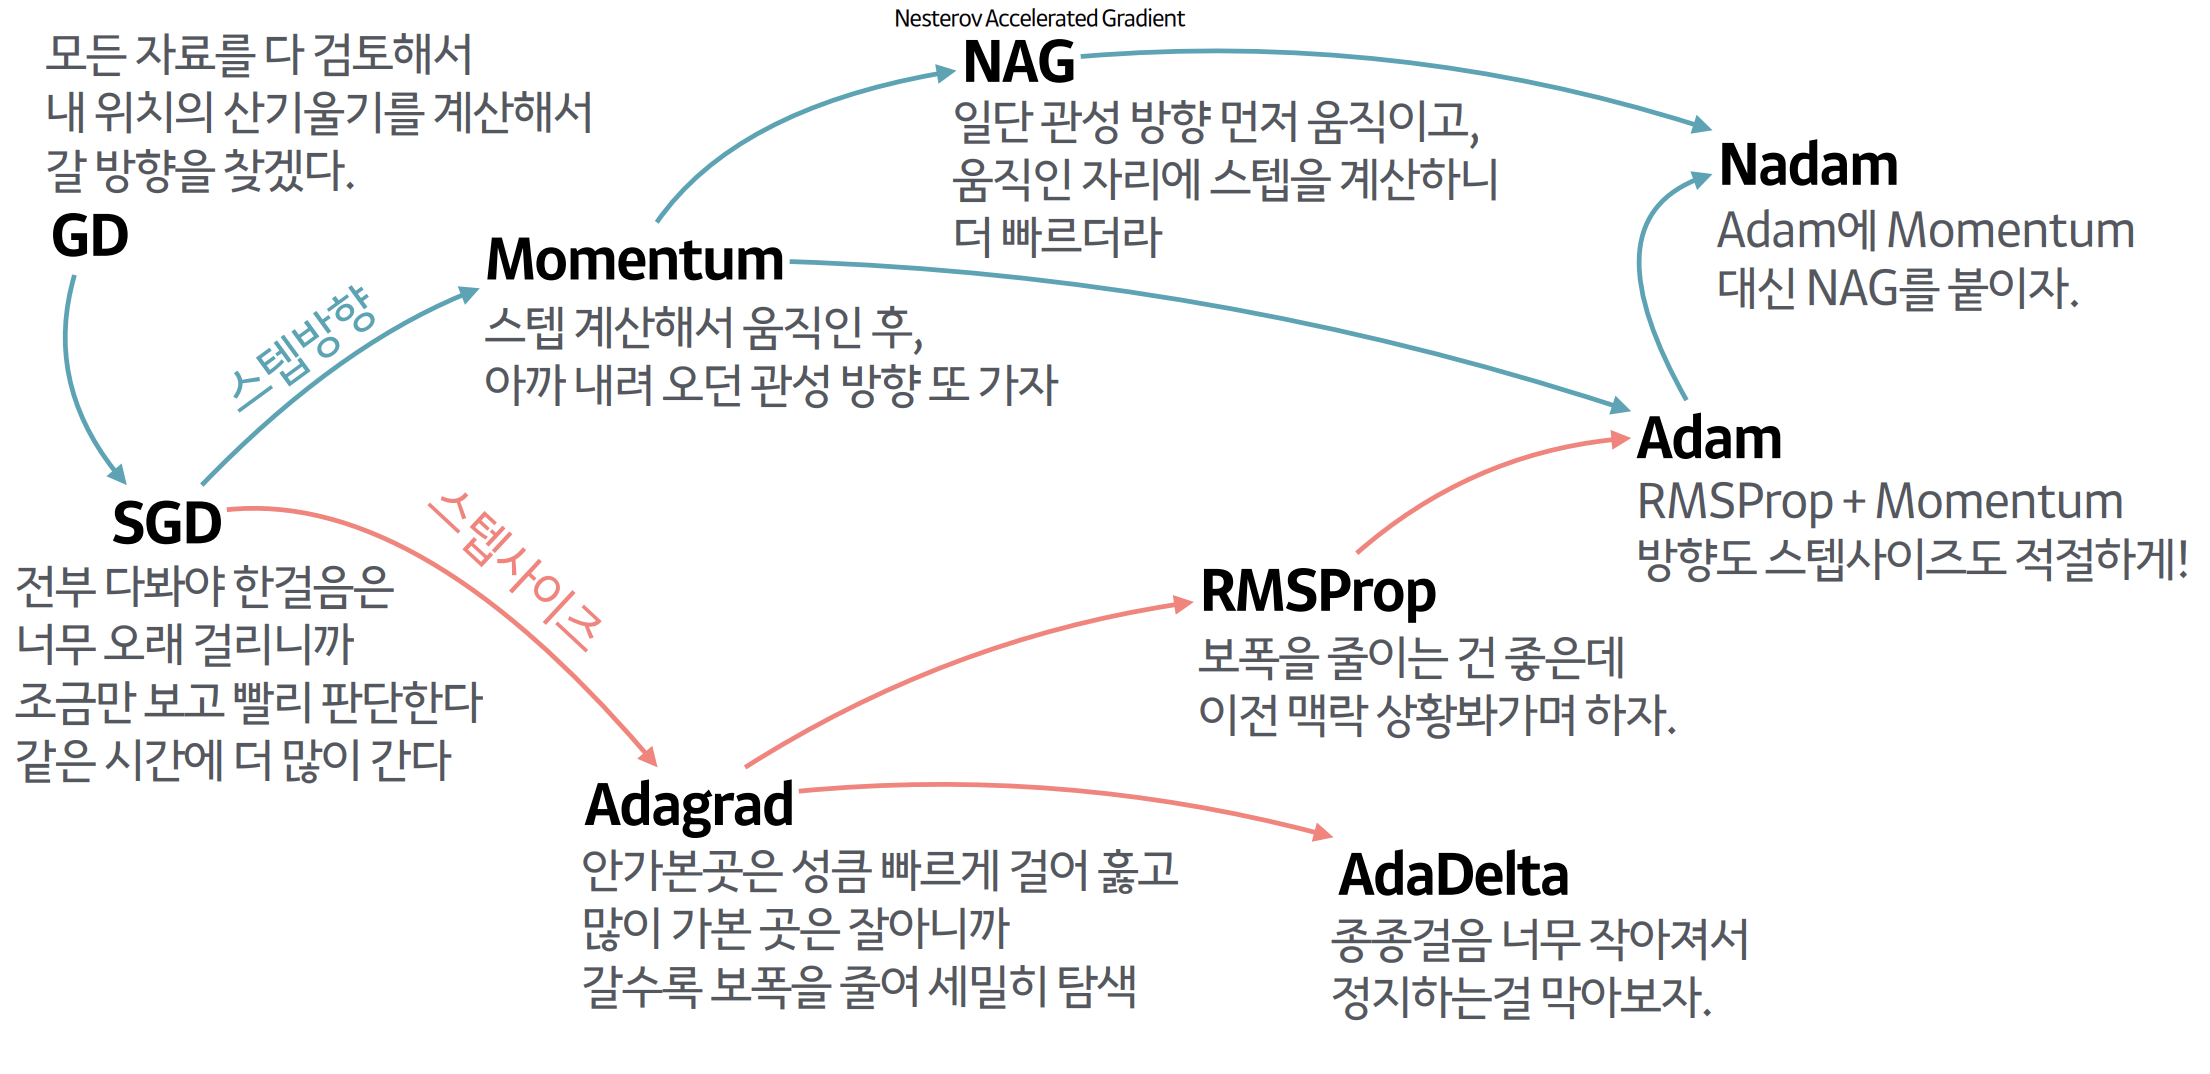 모든 자료를 다 검토해서
내 위치의 산기울기를 계산해서
갈 방향을 찾겠다.
GD
스텝방향
SGD
전부 다봐야 한걸음은
너무 오래 걸리니까
조금만 보고 빨리 판단한다
같은 시간에 더 많이 간다
스텝사이즈
Momentum
스텝 계산해서 움직인 후,
아까 내려 오던 관성 방향 또 가자
Nesterov Accelerated Gradient
NAG
일단 관성 방향 먼저 움직이고,
움직인 자리에 스텝을 계산하니
더 빠르더라
Nadam
Adam에 Momentum
대신 NAG를 붙이자.
Adam
RMSProp + Momentum
방향도 스텝사이즈도 적절하게!
RMSProp
보폭을 줄이는 건 좋은데
이전 맥락 상황봐가며 하자.
Adagrad
안가본곳은 성큼 빠르게 걸어 훓고
많이 가본 곳은 잘아니까
갈수록 보폭을 줄여 세밀히 탐색
AdaDelta
종종걸음 너무 작아져서
정지하는걸 막아보자.